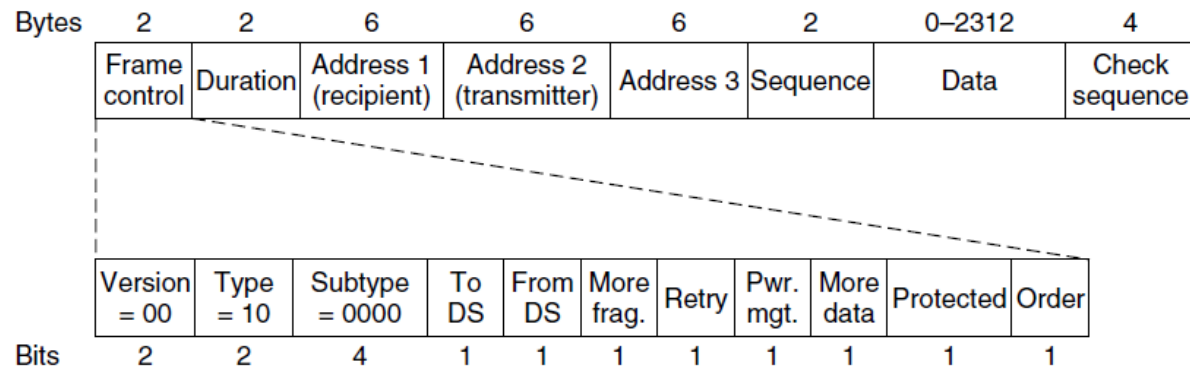 Bytes 2 2 6 6 6 2 0–2312 4
Frame control Duration Address 1 (recipient) Address 2 (transmitter) Address 3 Sequence Data Check sequence
Version = 00 Type = 10 Subtype = 0000 To DS From DS More frag. Retry Pwr. mgt. More data Protected Order
Bits 2 2 4 1 1 1 1 1 1 1 1